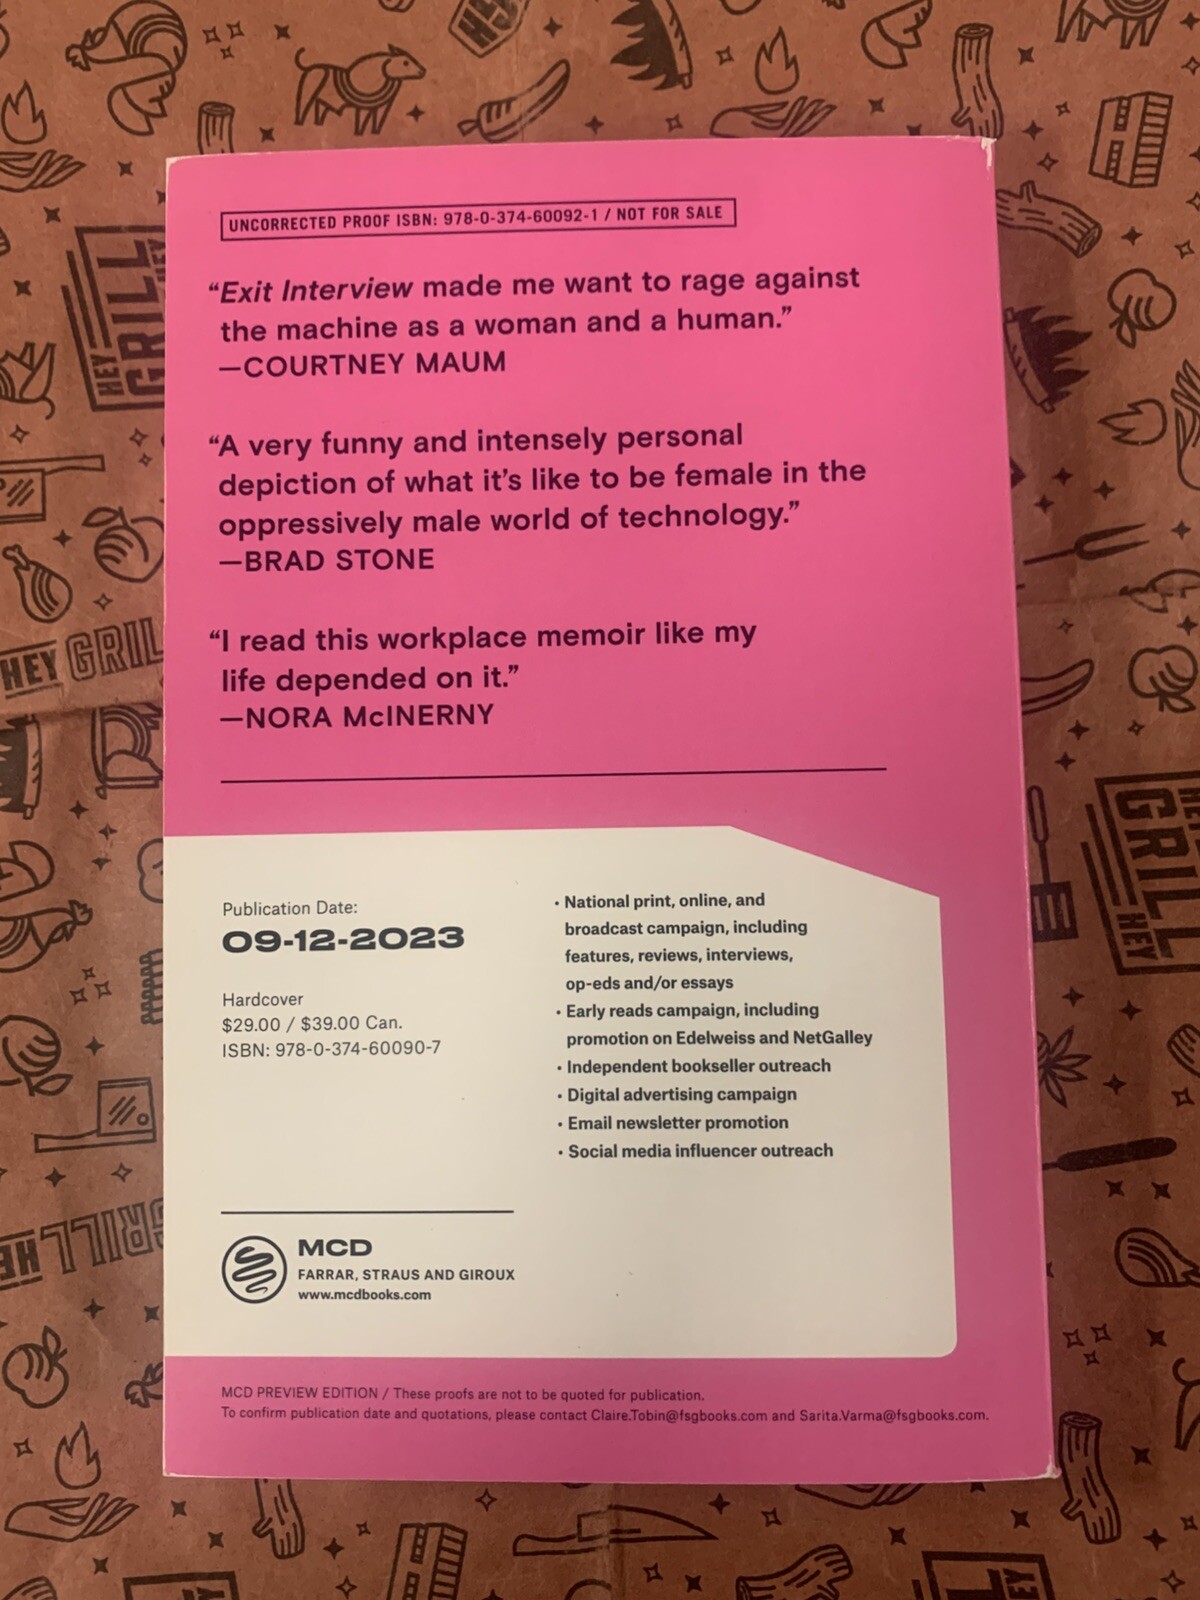 UNCORRECTED PROOF ISBN: 978-0-374-60092-1 / NOT FOR SALE
“Exit Interview made me want to rage against
the machine as a woman and a human.”
—COURTNEY MAUM
“A very funny and intensely personal
depiction of what it’s like to be female in the
oppressively male world of technology.”
—BRAD STONE
“I read this workplace memoir like my
life depended on it.”
—NORA McINERNY
Publication Date:
09-12-2023
Hardcover
$29.00 / $39.00 Can.
ISBN: 978-0-374-60090-7
• National print, online, and
broadcast campaign, including
features, reviews, interviews,
op-eds and/or essays
• Early reads campaign, including
promotion on Edelweiss and NetGalley
• Independent bookseller outreach
• Digital advertising campaign
• Email newsletter promotion
• Social media influencer outreach
MCD
FARRAR, STRAUS AND GIROUX
www.mcdbooks.com
MCD PREVIEW EDITION / These proofs are not to be quoted for publication.
To confirm publication date and quotations, please contact Claire.Tobin@fsgbooks.com and Sarita.Varma@fsgbooks.com.
HEY GRILL HEY
HEY GRIL
GRILL HE
HEY GRILL HEY